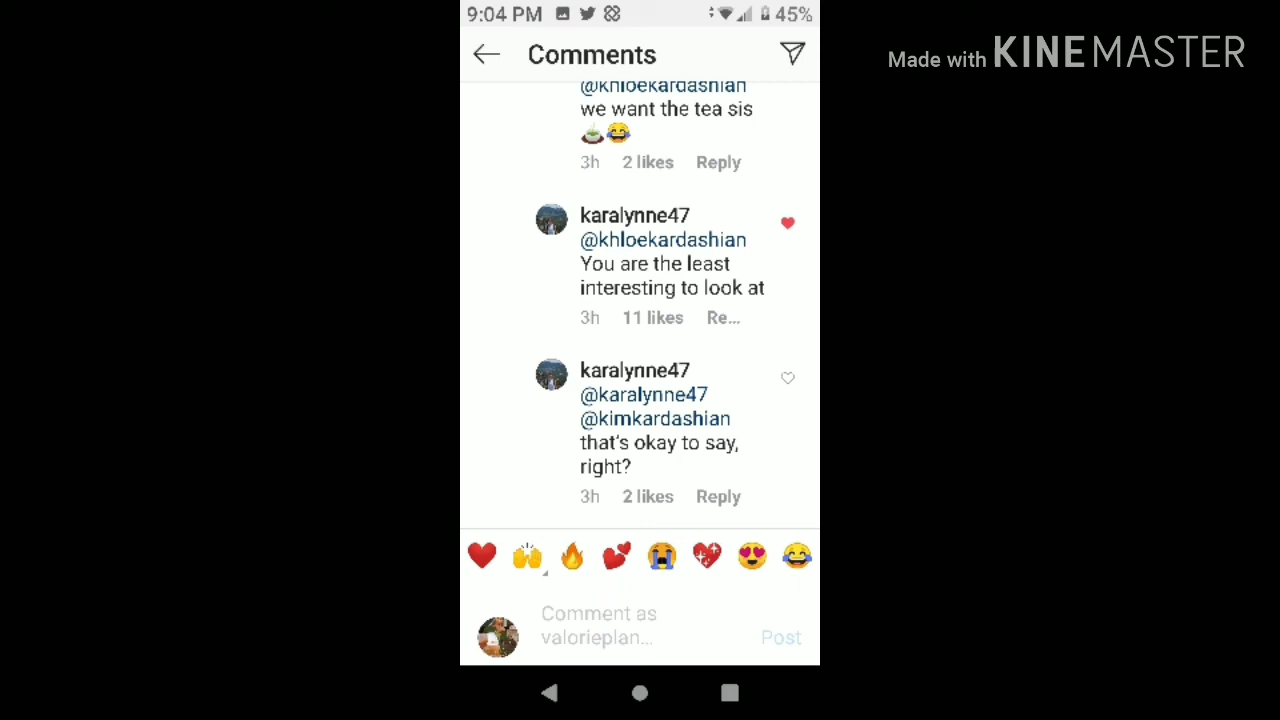 9:04 PM 45%
Made with KINEMASTER
Comments
@khloekardashian
we want the tea sis
🍵😂
3h 2 likes Reply
karalynne47
@khloekardashian
You are the least
interesting to look at
3h 11 likes Re...
karalynne47
@karalynne47
@kimkardashian
that's okay to say,
right?
3h 2 likes Reply
Comment as
valorieplan...
Post